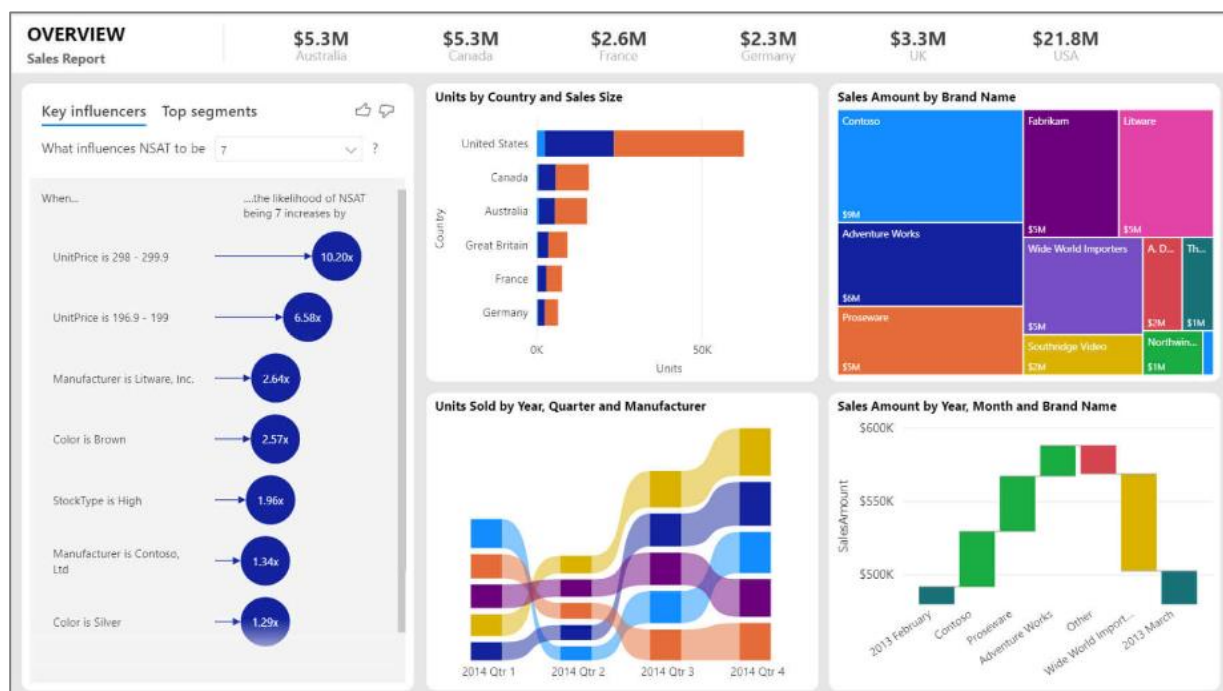 OVERVIEW
Sales Report
$5.3M
Australia
$5.3M
Canada
$2.6M
France
$2.3M
Germany
$3.3M
UK
$21.8M
USA
Key influencers
Top segments
What influences NSAT to be
7
?
When...
....the likelihood of NSAT
being 7 increases by
UnitPrice is 298 - 299.9
10.20x
UnitPrice is 196.9 - 199
6.58x
Manufacturer is Litware, Inc.
2.64x
Color is Brown
2.57x
StockType is High
1.96x
Manufacturer is Contoso,
Ltd
1.34x
Color is Silver
1.29x
Units by Country and Sales Size
Country
United States
Canada
Australia
Great Britain
France
Germany
0K
50K
Units
Sales Amount by Brand Name
Contoso
$9M
Adventure Works
$6M
Proseware
$5M
Fabrikam
$5M
Litware
$5M
Wide World Importers
$5M
A. D...
$2M
Th...
$1M
Southridge Video
$2M
Northwin...
$1M
Units Sold by Year, Quarter and Manufacturer
2014 Qtr 1
2014 Qtr 2
2014 Qtr 3
2014 Qtr 4
Sales Amount by Year, Month and Brand Name
SalesAmount
$600K
$550K
$500K
2013 February
Contoso
Proseware
Adventure Works
Other
Wide World Import...
2013 March